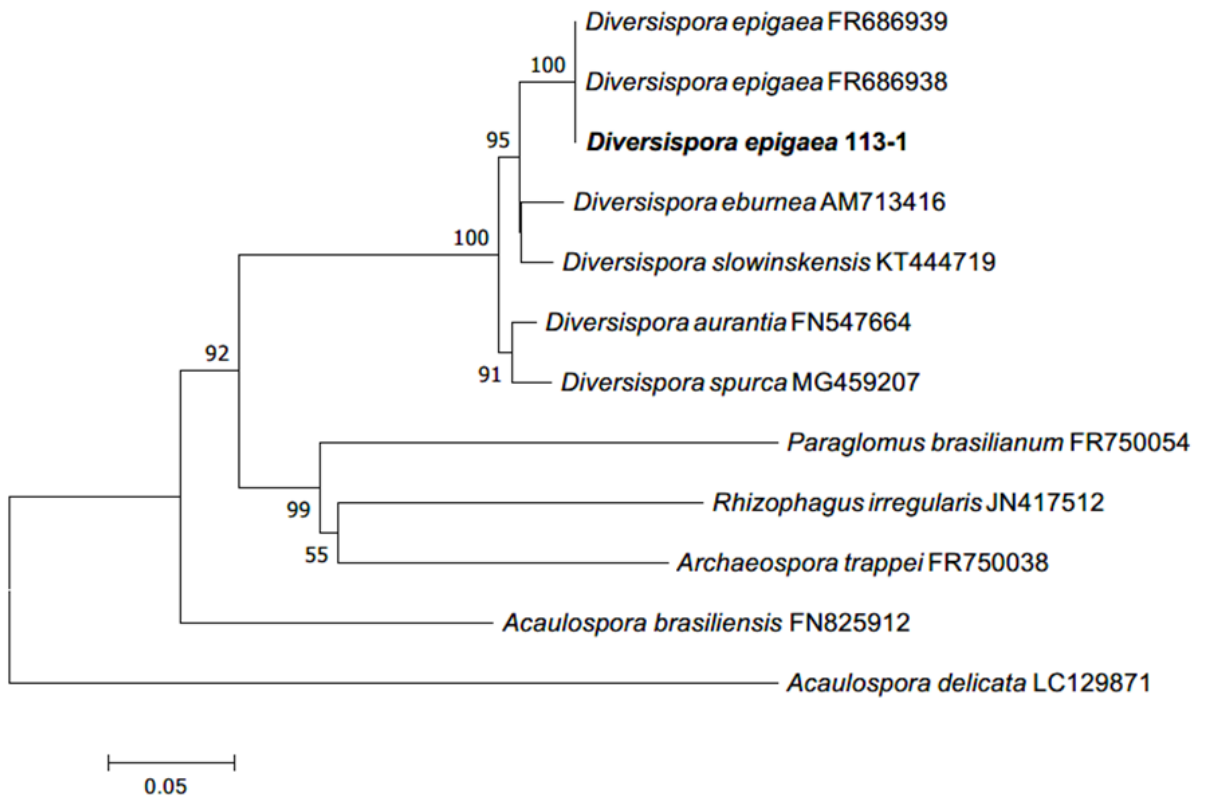 Diversispora epigaea FR686939
100
Diversispora epigaea FR686938
95
Diversispora epigaea 113-1
Diversispora eburnea AM713416
100
Diversispora slowinskensis KT444719
Diversispora aurantia FN547664
92
91
Diversispora spurca MG459207
Paraglomus brasilianum FR750054
99
Rhizophagus irregularis JN417512
55
Archaeospora trappei FR750038
Acaulospora brasiliensis FN825912
Acaulospora delicata LC129871
0.05